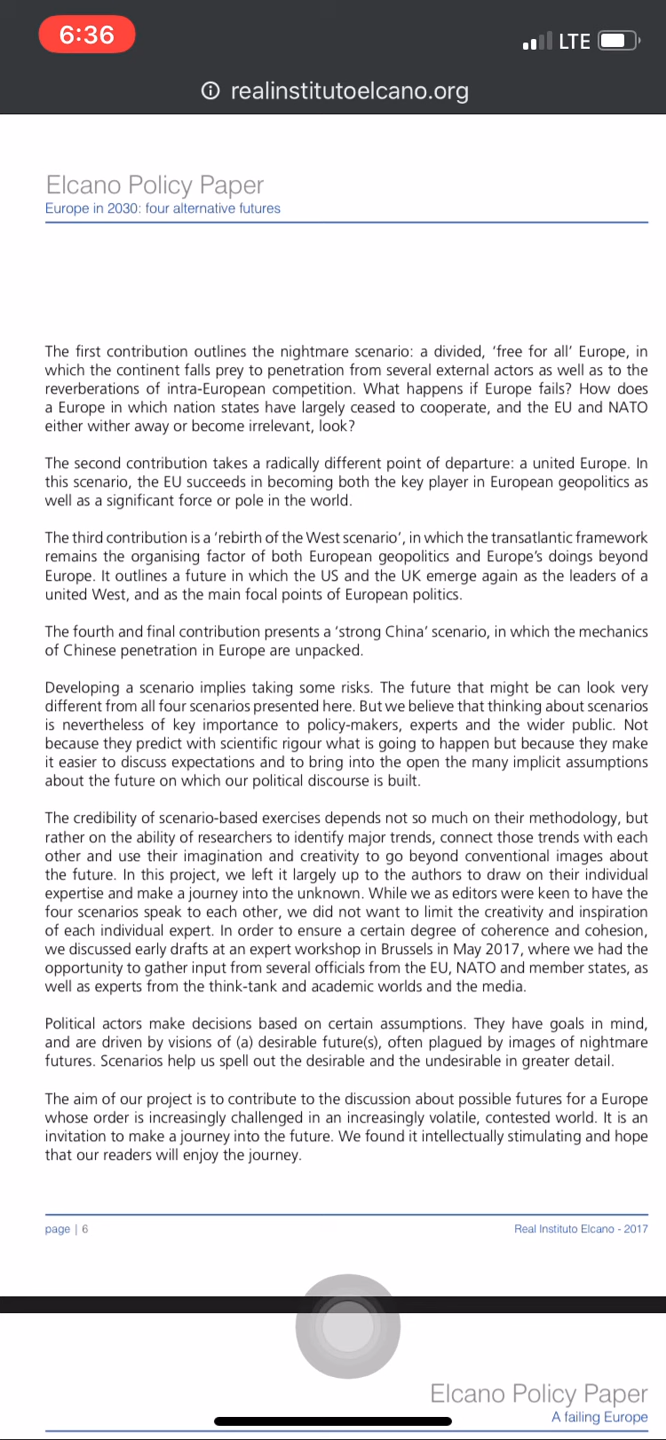 6:36
LTE
realinstitutoelcano.org
Elcano Policy Paper
Europe in 2030: four alternative futures
The first contribution outlines the nightmare scenario: a divided, ‘free for all’ Europe, in
which the continent falls prey to penetration from several external actors as well as to the
reverberations of intra-European competition. What happens if Europe fails? How does
a Europe in which nation states have largely ceased to cooperate, and the EU and NATO
either wither away or become irrelevant, look?
The second contribution takes a radically different point of departure: a united Europe. In
this scenario, the EU succeeds in becoming both the key player in European geopolitics as
well as a significant force or pole in the world.
The third contribution is a ‘rebirth of the West scenario’, in which the transatlantic framework
remains the organising factor of both European geopolitics and Europe’s doings beyond
Europe. It outlines a future in which the US and the UK emerge again as the leaders of a
united West, and as the main focal points of European politics.
The fourth and final contribution presents a ‘strong China’ scenario, in which the mechanics
of Chinese penetration in Europe are unpacked.
Developing a scenario implies taking some risks. The future that might be can look very
different from all four scenarios presented here. But we believe that thinking about scenarios
is nevertheless of key importance to policy-makers, experts and the wider public. Not
because they predict with scientific rigour what is going to happen but because they make
it easier to discuss expectations and to bring into the open the many implicit assumptions
about the future on which our political discourse is built.
The credibility of scenario-based exercises depends not so much on their methodology, but
rather on the ability of researchers to identify major trends, connect those trends with each
other and use their imagination and creativity to go beyond conventional images about
the future. In this project, we left it largely up to the authors to draw on their individual
expertise and make a journey into the unknown. While we as editors were keen to have the
four scenarios speak to each other, we did not want to limit the creativity and inspiration
of each individual expert. In order to ensure a certain degree of coherence and cohesion,
we discussed early drafts at an expert workshop in Brussels in May 2017, where we had the
opportunity to gather input from several officials from the EU, NATO and member states, as
well as experts from the think-tank and academic worlds and the media.
Political actors make decisions based on certain assumptions. They have goals in mind,
and are driven by visions of (a) desirable future(s), often plagued by images of nightmare
futures. Scenarios help us spell out the desirable and the undesirable in greater detail.
The aim of our project is to contribute to the discussion about possible futures for a Europe
whose order is increasingly challenged in an increasingly volatile, contested world. It is an
invitation to make a journey into the future. We found it intellectually stimulating and hope
that our readers will enjoy the journey.
page | 6
Real Instituto Elcano - 2017
Elcano Policy Paper
A failing Europe